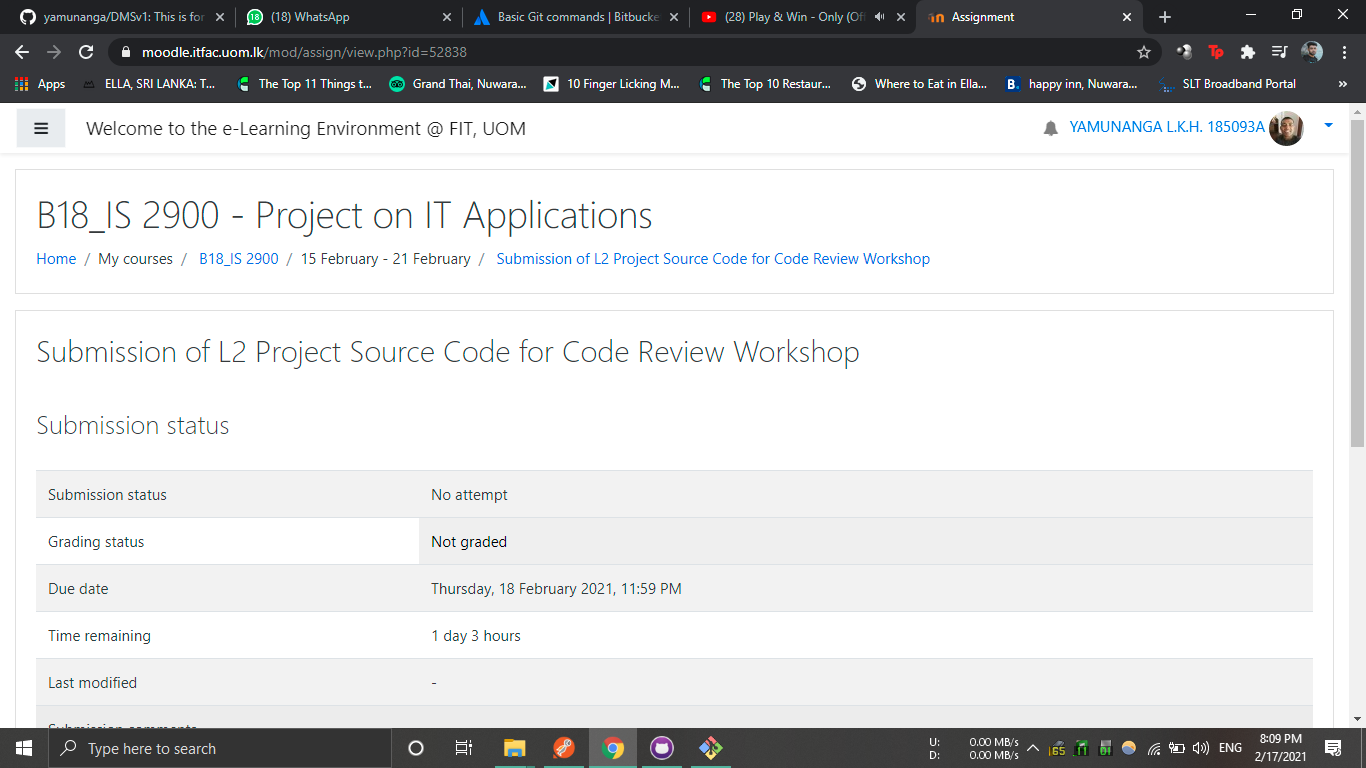 yamunanga/DMSv1: This is for
(18) WhatsApp
Basic Git commands | Bitbucke
(28) Play & Win - Only (Off
Assignment
moodle.itfac.uom.lk/mod/assign/view.php?id=52838
Apps
ELLA, SRI LANKA: T...
The Top 11 Things t...
Grand Thai, Nuwara...
10 Finger Licking M...
The Top 10 Restaur...
Where to Eat in Ella...
B.
happy inn, Nuwara...
SLT Broadband Portal
»
Welcome to the e-Learning Environment @ FIT, UOM
YAMUNANGA L.K.H. 185093A
B18_IS 2900 - Project on IT Applications
Home / My courses / B18_IS 2900 / 15 February - 21 February / Submission of L2 Project Source Code for Code Review Workshop
Submission of L2 Project Source Code for Code Review Workshop
Submission status
Submission status No attempt
Grading status Not graded
Due date Thursday, 18 February 2021, 11:59 PM
Time remaining 1 day 3 hours
Last modified -
Submission comments
Type here to search
U: 0.00 MB/s
D: 0.00 MB/s
65
ENG
8:09 PM
2/17/2021